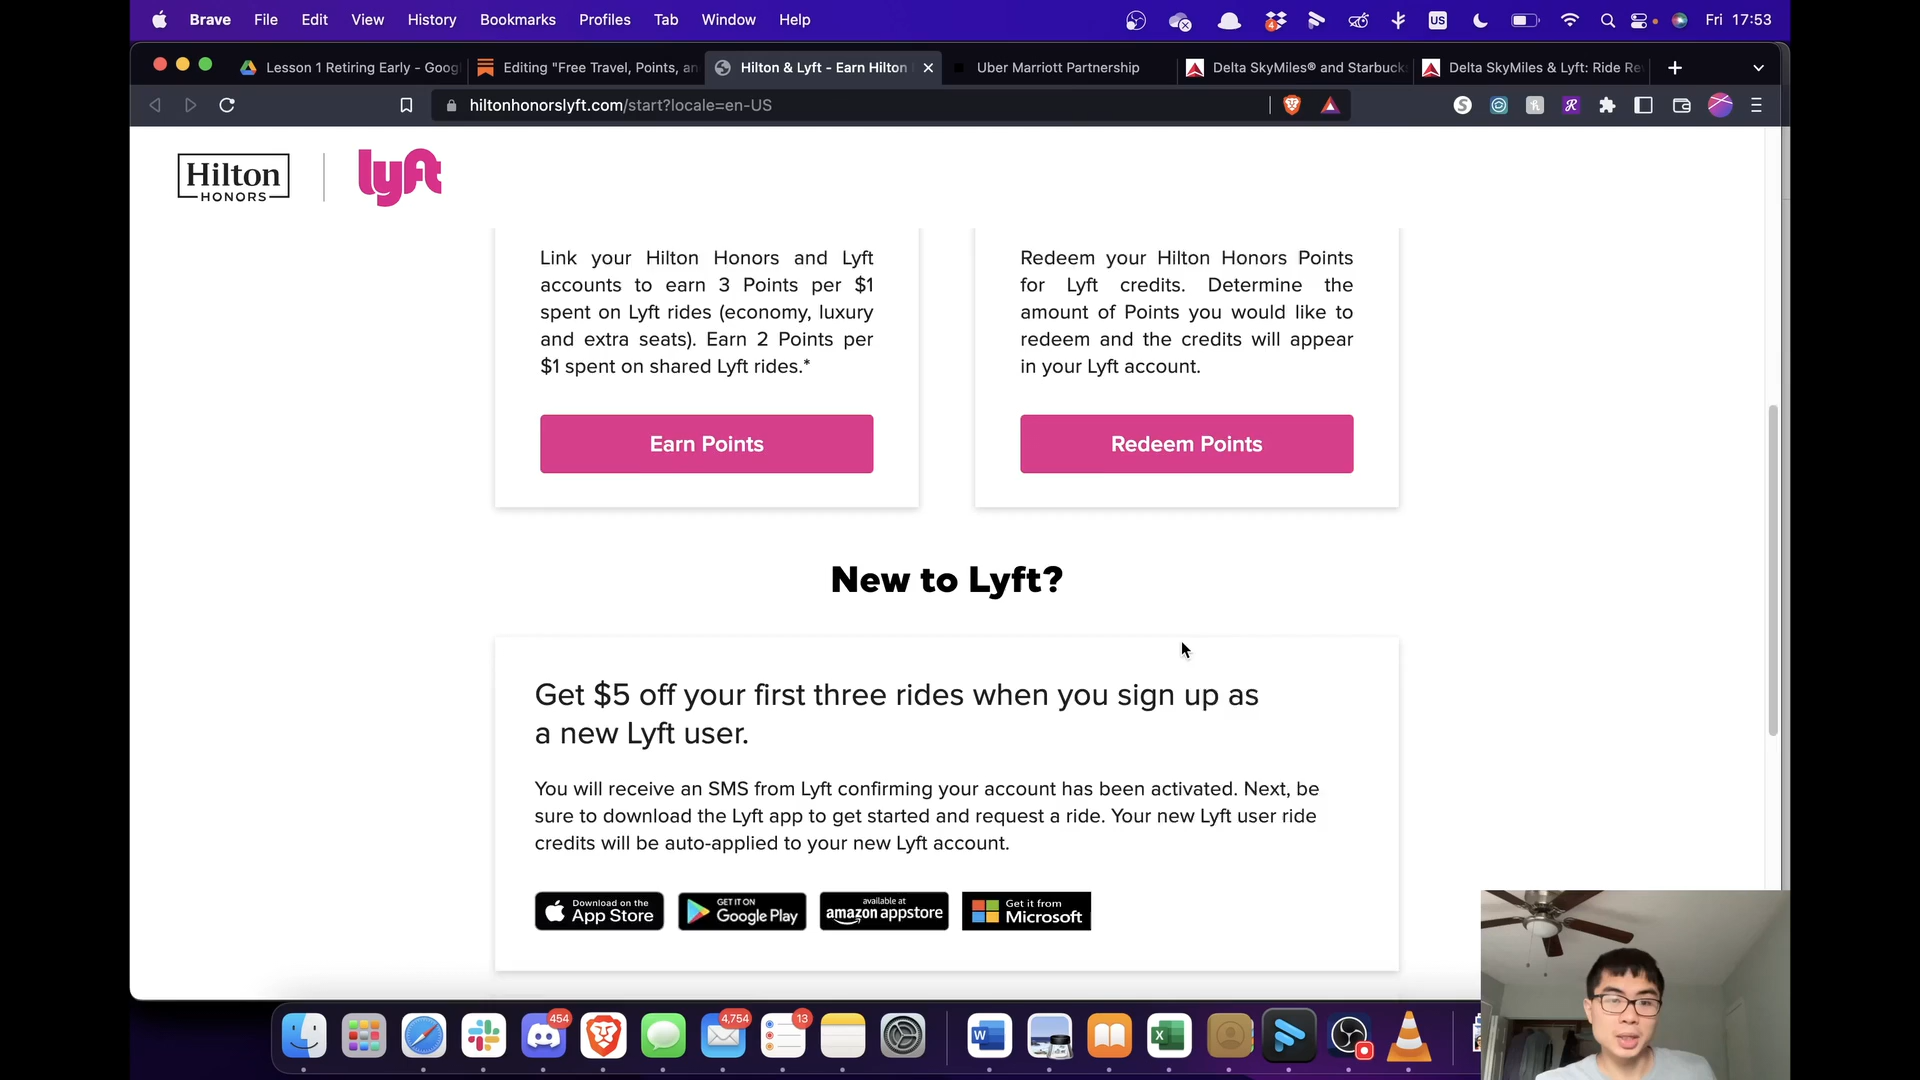 Brave File Edit View History Bookmarks Profiles Tab Window Help US Fri 17:53
Lesson 1 Retiring Early - Goog Editing "Free Travel, Points, an Hilton & Lyft - Earn Hilton Uber Marriott Partnership Delta SkyMiles® and Starbucks Delta SkyMiles & Lyft: Ride Re
hiltonhonorslyft.com/start?locale=en-US
Hilton
HONORS
lyft
Link your Hilton Honors and Lyft
accounts to earn 3 Points per $1
spent on Lyft rides (economy, luxury
and extra seats). Earn 2 Points per
$1 spent on shared Lyft rides.*
Earn Points
Redeem your Hilton Honors Points
for Lyft credits. Determine the
amount of Points you would like to
redeem and the credits will appear
in your Lyft account.
Redeem Points
New to Lyft?
Get $5 off your first three rides when you sign up as
a new Lyft user.
You will receive an SMS from Lyft confirming your account has been activated. Next, be
sure to download the Lyft app to get started and request a ride. Your new Lyft user ride
credits will be auto-applied to your new Lyft account.
Download on the
App Store
GET IT ON
Google Play
available at
amazon appstore
Get it from
Microsoft
454 4,754 13